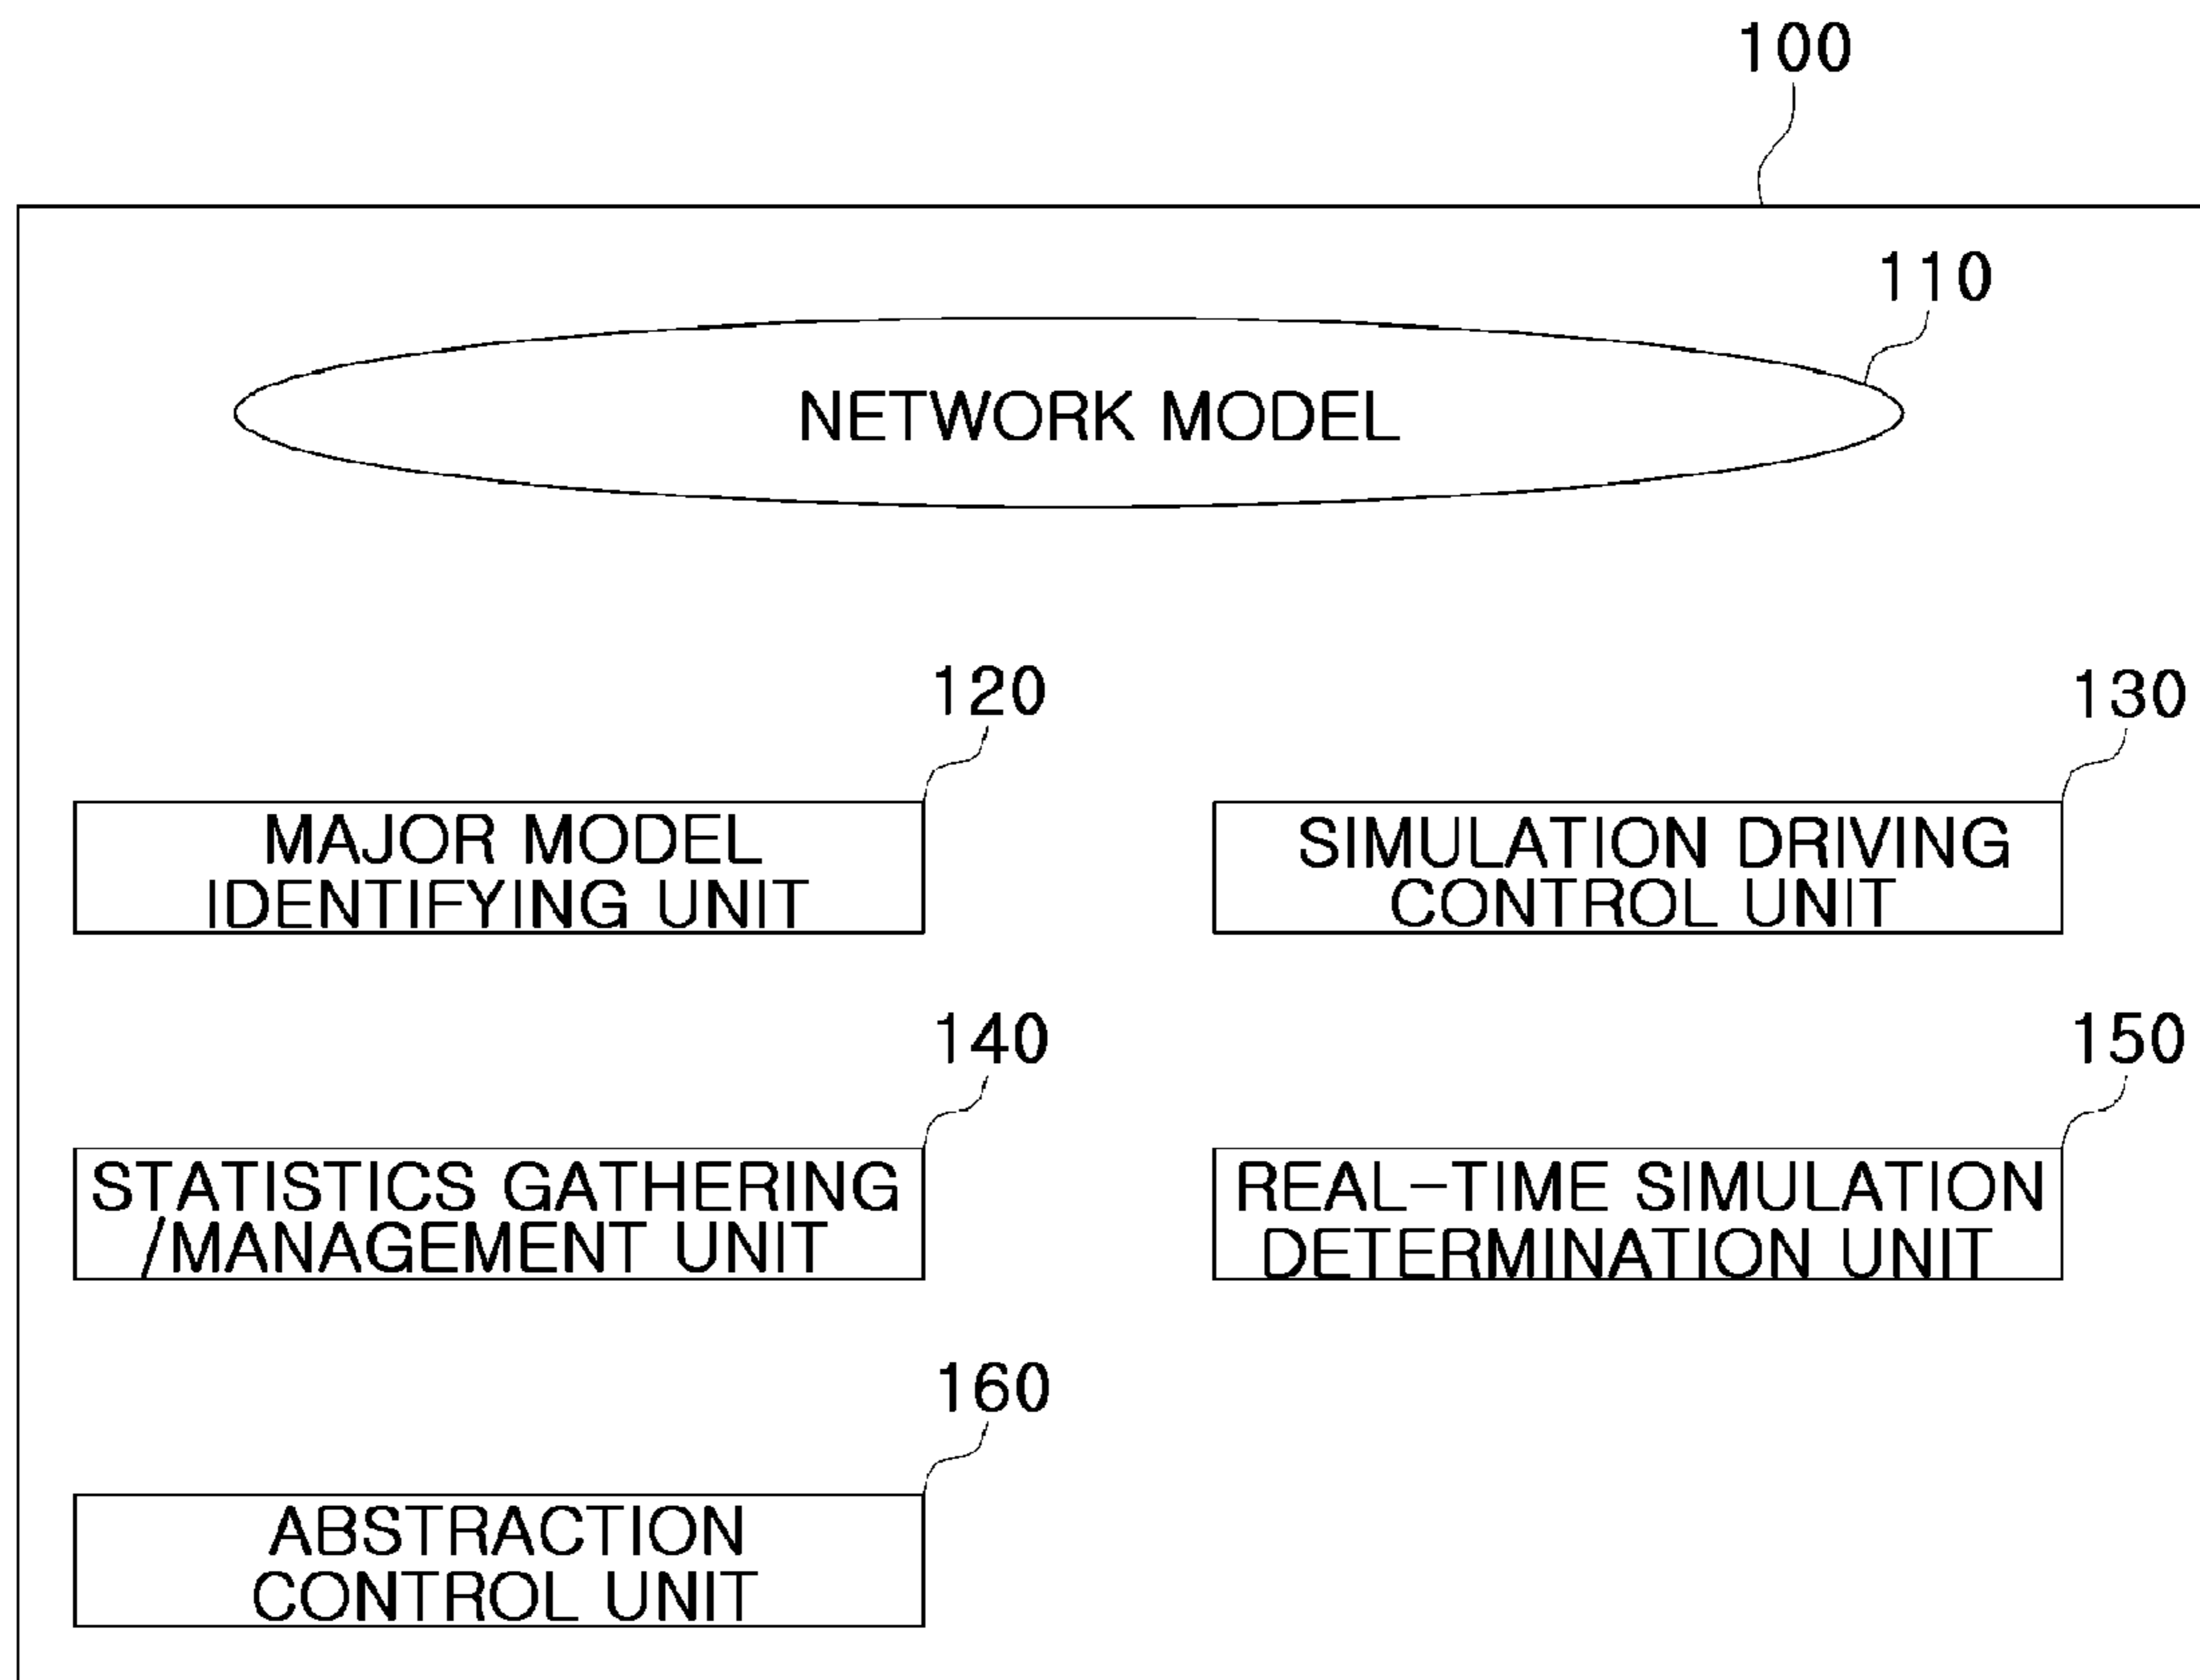 100
110
NETWORK MODEL
120
130
MAJOR MODEL
IDENTIFYING UNIT
SIMULATION DRIVING
CONTROL UNIT
140
150
STATISTICS GATHERING
/MANAGEMENT UNIT
REAL-TIME SIMULATION
DETERMINATION UNIT
160
ABSTRACTION
CONTROL UNIT